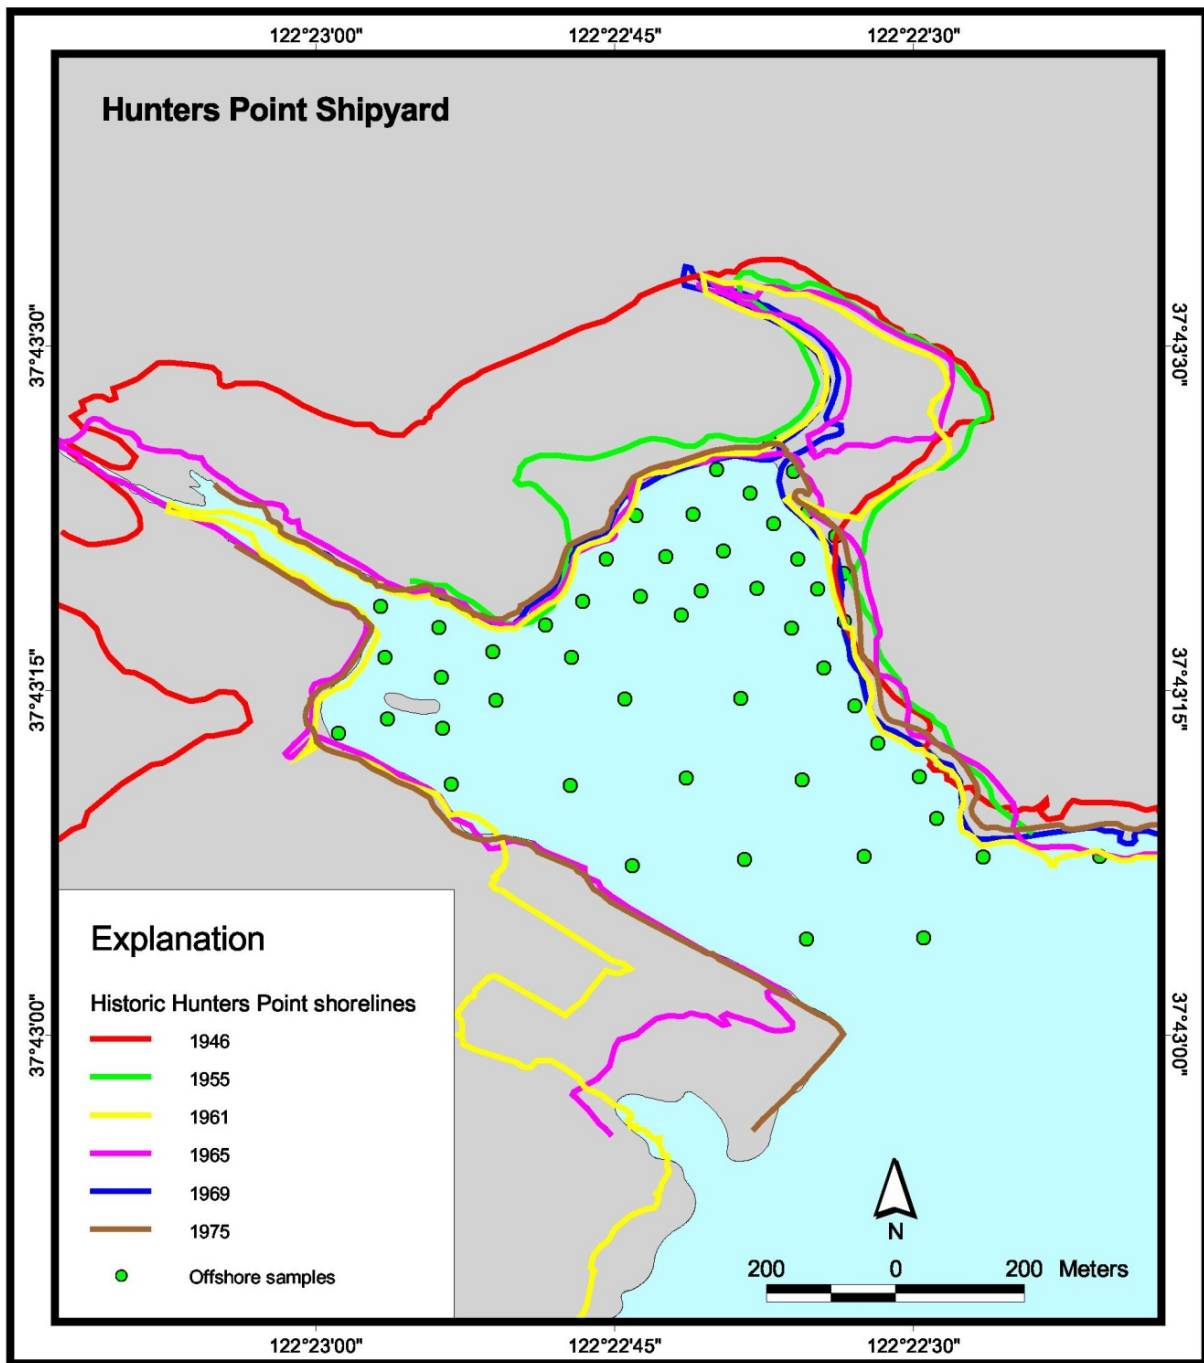 122°23'00" 122°22'45" 122°22'30"
Hunters Point Shipyard
37°43'30" 37°43'30"
37°43'15" 37°43'15"
37°43'00" 37°43'00"
Explanation
Historic Hunters Point shorelines
1946
1955
1961
1965
1969
1975
Offshore samples
N
200 0 200 Meters
122°23'00" 122°22'45" 122°22'30"